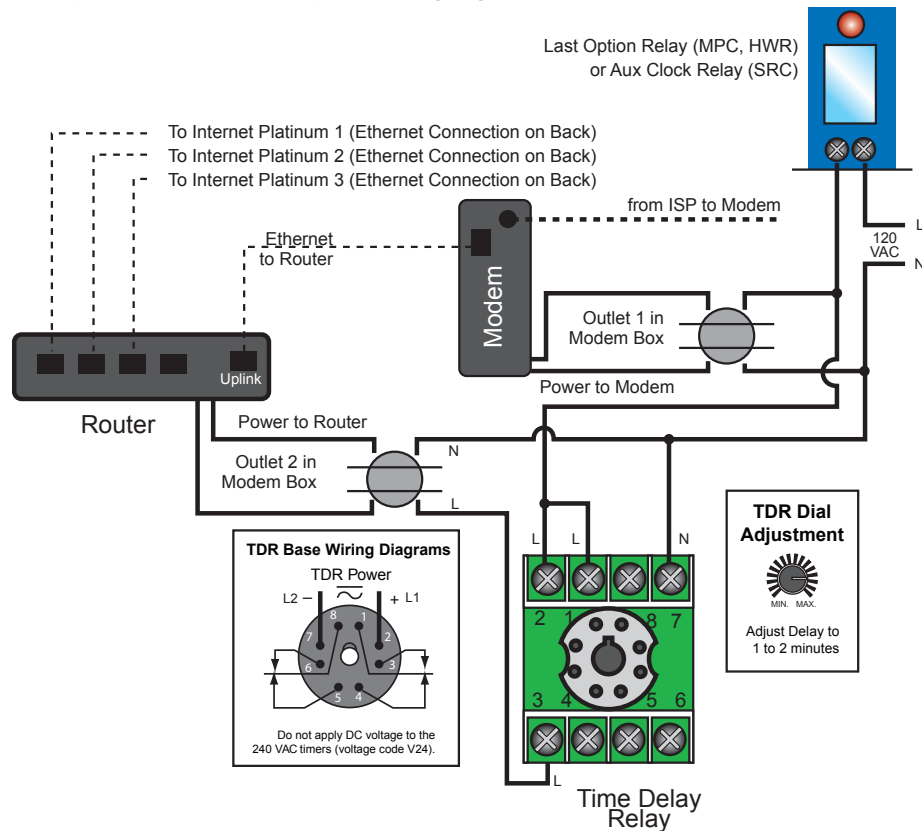 Last Option Relay (MPC, HWR)
or Aux Clock Relay (SRC)
To Internet Platinum 1 (Ethernet Connection on Back)
To Internet Platinum 2 (Ethernet Connection on Back)
To Internet Platinum 3 (Ethernet Connection on Back)
from ISP to Modem
L
120
VAC
N
Ethernet
to Router
Modem
Outlet 1 in
Modem Box
Uplink
Power to Modem
Router
Power to Router
N
Outlet 2 in
Modem Box
L
TDR Base Wiring Diagrams
TDR Power
L2 – + L1
8 1
7 2
6 3
5 4
Do not apply DC voltage to the
240 VAC timers (voltage code V24).
L L N
2 1 8 7
3 4 5 6
L
Time Delay
Relay
TDR Dial
Adjustment
MIN. MAX.
Adjust Delay to
1 to 2 minutes